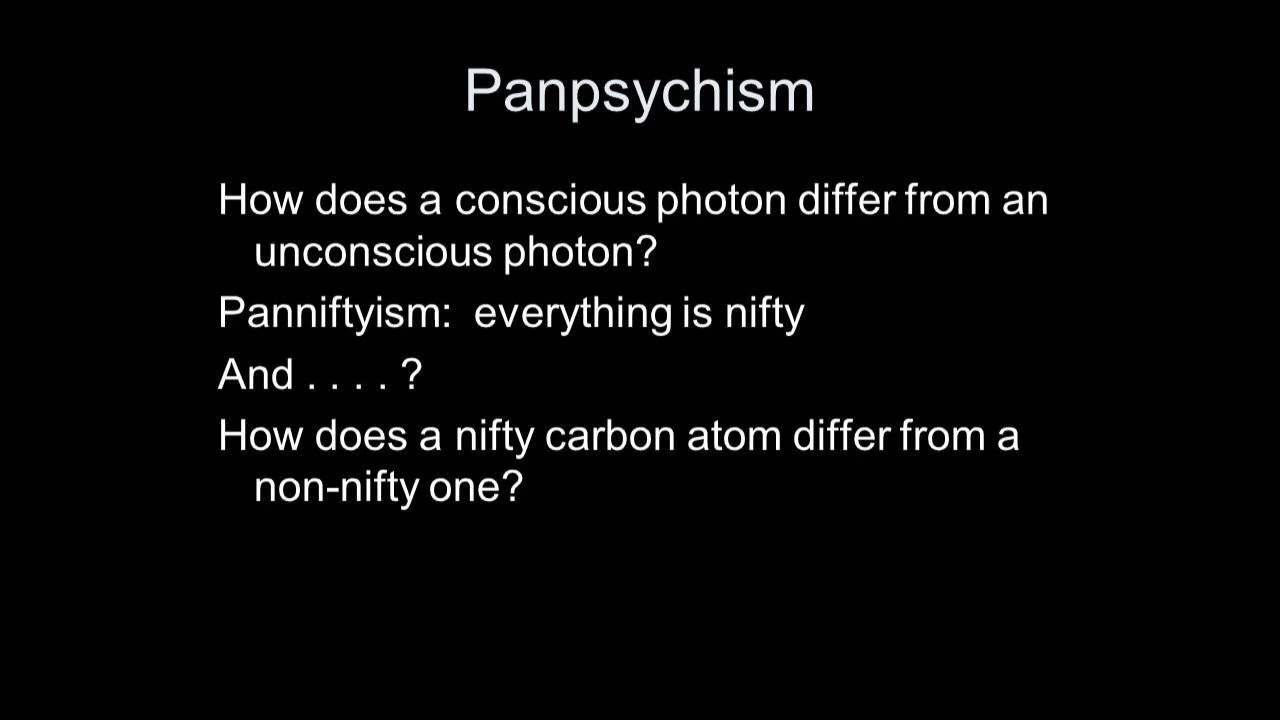 Panpsychism
How does a conscious photon differ from an
unconscious photon?
Panniftyism:  everything is nifty
And . . . . ?
How does a nifty carbon atom differ from a
non-nifty one?